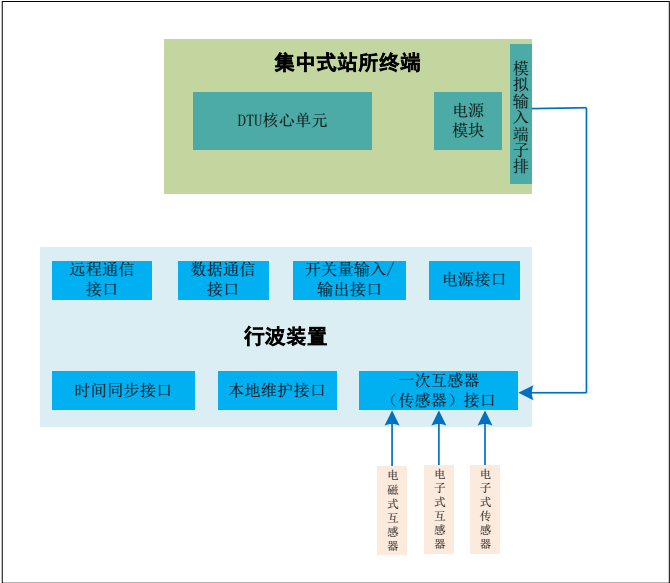 集中式站所终端
DTU核心单元
电源
模块
模拟输入端子排
远程通信
接口
数据通信
接口
开关量输入/
输出接口
电源接口
行波装置
时间同步接口
本地维护接口
一次互感器
（传感器）接口
电磁式互感器
电子式互感器
电子式传感器